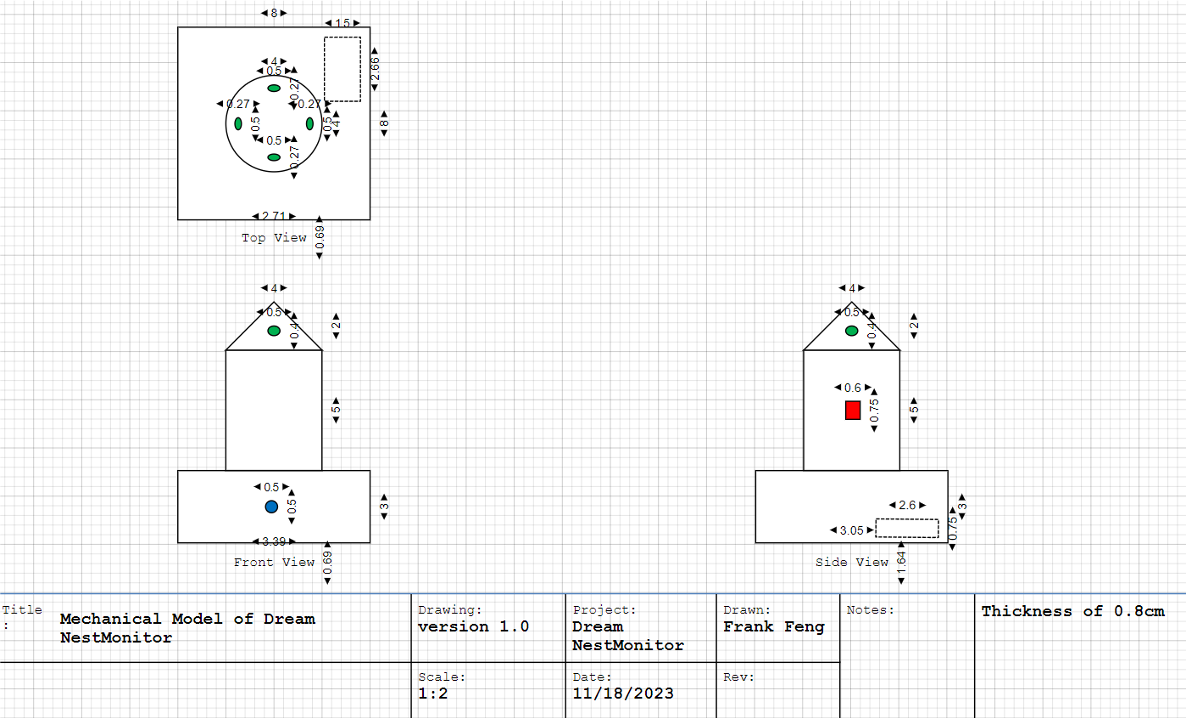 8
1.5
4
0.5
0.27
2.66
0.27
0.27
0.5
0.5
4
8
0.5
0.27
2.71
0.69
Top View
4
4
0.5
0.4
2
0.5
0.4
2
0.6
0.75
5
5
0.5
0.5
3
2.6
3
3.05
0.75
3.39
0.69
1.64
Front View
Side View
Title
:
Mechanical Model of Dream
NestMonitor
Drawing:
version 1.0
Project:
Dream
NestMonitor
Drawn:
Frank Feng
Notes:
Thickness of 0.8cm
Scale:
1:2
Date:
11/18/2023
Rev: